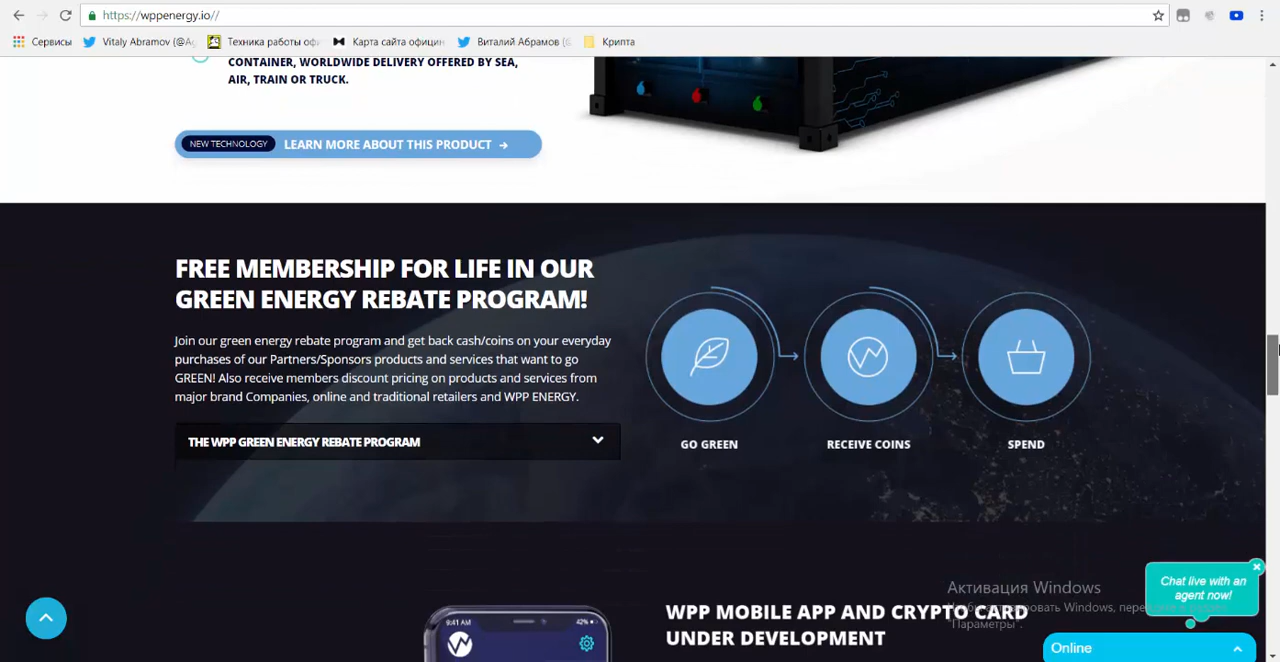 https://wppenergy.io//
Сервисы
Vitaly Abramov (@Ag
Техника работы офи
Карта сайта официн
Виталий Абрамов (@
Крипта
CONTAINER, WORLDWIDE DELIVERY OFFERED BY SEA,
AIR, TRAIN OR TRUCK.
NEW TECHNOLOGY LEARN MORE ABOUT THIS PRODUCT →
FREE MEMBERSHIP FOR LIFE IN OUR
GREEN ENERGY REBATE PROGRAM!
Join our green energy rebate program and get back cash/coins on your everyday
purchases of our Partners/Sponsors products and services that want to go
GREEN! Also receive members discount pricing on products and services from
major brand Companies, online and traditional retailers and WPP ENERGY.
THE WPP GREEN ENERGY REBATE PROGRAM
GO GREEN
RECEIVE COINS
SPEND
9:41 AM
42%
WPP MOBILE APP AND CRYPTO CARD
UNDER DEVELOPMENT
Активация Windows
Windows,
"Параметры".
Chat live with an
agent now!
Online